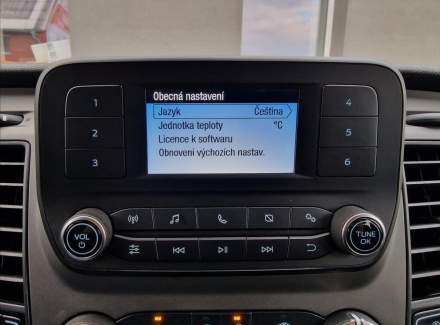 Obecná nastavení
Jazyk Čeština
Jednotka teploty °C
Licence k softwaru
Obnovení výchozích nastav.
1
2
3
4
5
6
VOL
TUNE
OK